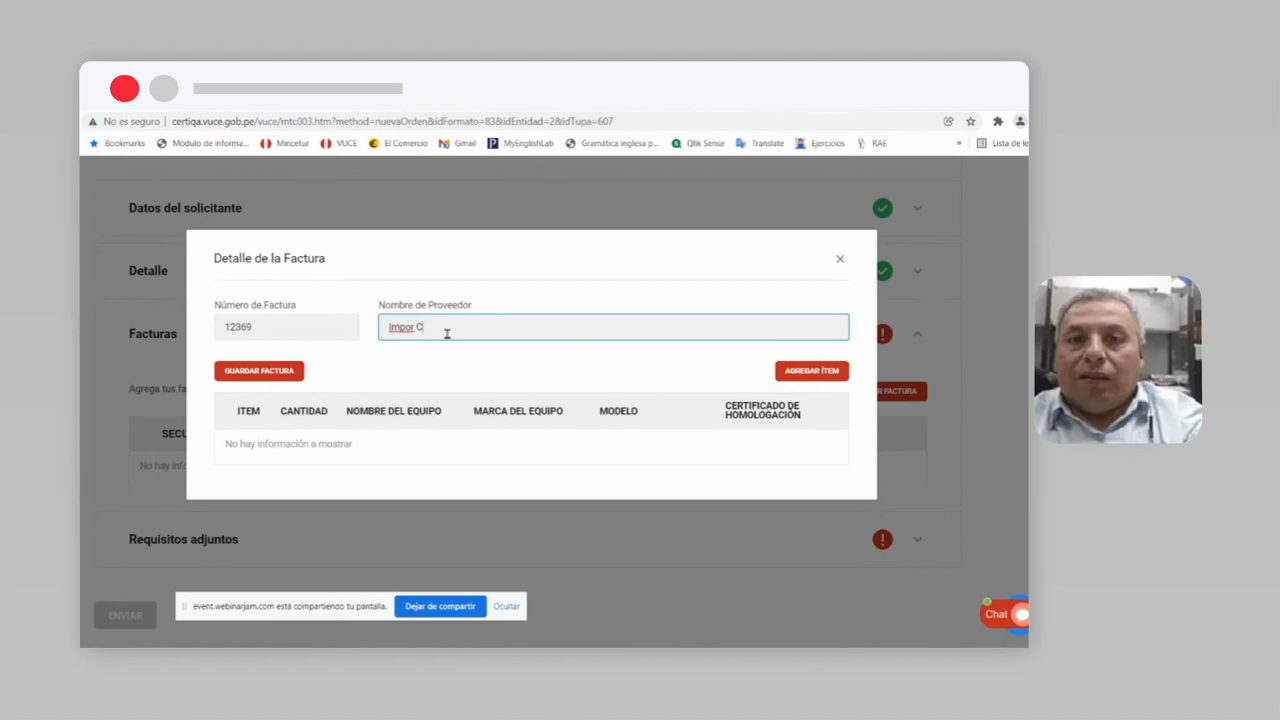 No es seguro | certiqa.vuce.gob.pe/vuce/mtc003.htm?method=nuevaOrden&idFormato=83&idEntidad=2&idTupa=607
Bookmarks Módulo de informa... Mincetur VUCE El Comercio Gmail MyEnglishLab Gramática inglesa p... Qlik Sense Translate Ejercicios RAE » Lista de le
Datos del solicitante
Detalle
Facturas
Agrega tus fa
R FACTURA
SECU
No hay info
Detalle de la Factura
Número de Factura Nombre de Proveedor
12369 Impor C
GUARDAR FACTURA AGREGAR ÍTEM
ÍTEM CANTIDAD NOMBRE DEL EQUIPO MARCA DEL EQUIPO MODELO CERTIFICADO DE
HOMOLOGACIÓN
No hay información a mostrar
Requisitos adjuntos
ENVIAR
event.webinarjam.com está compartiendo tu pantalla. Dejar de compartir Ocultar
Chat